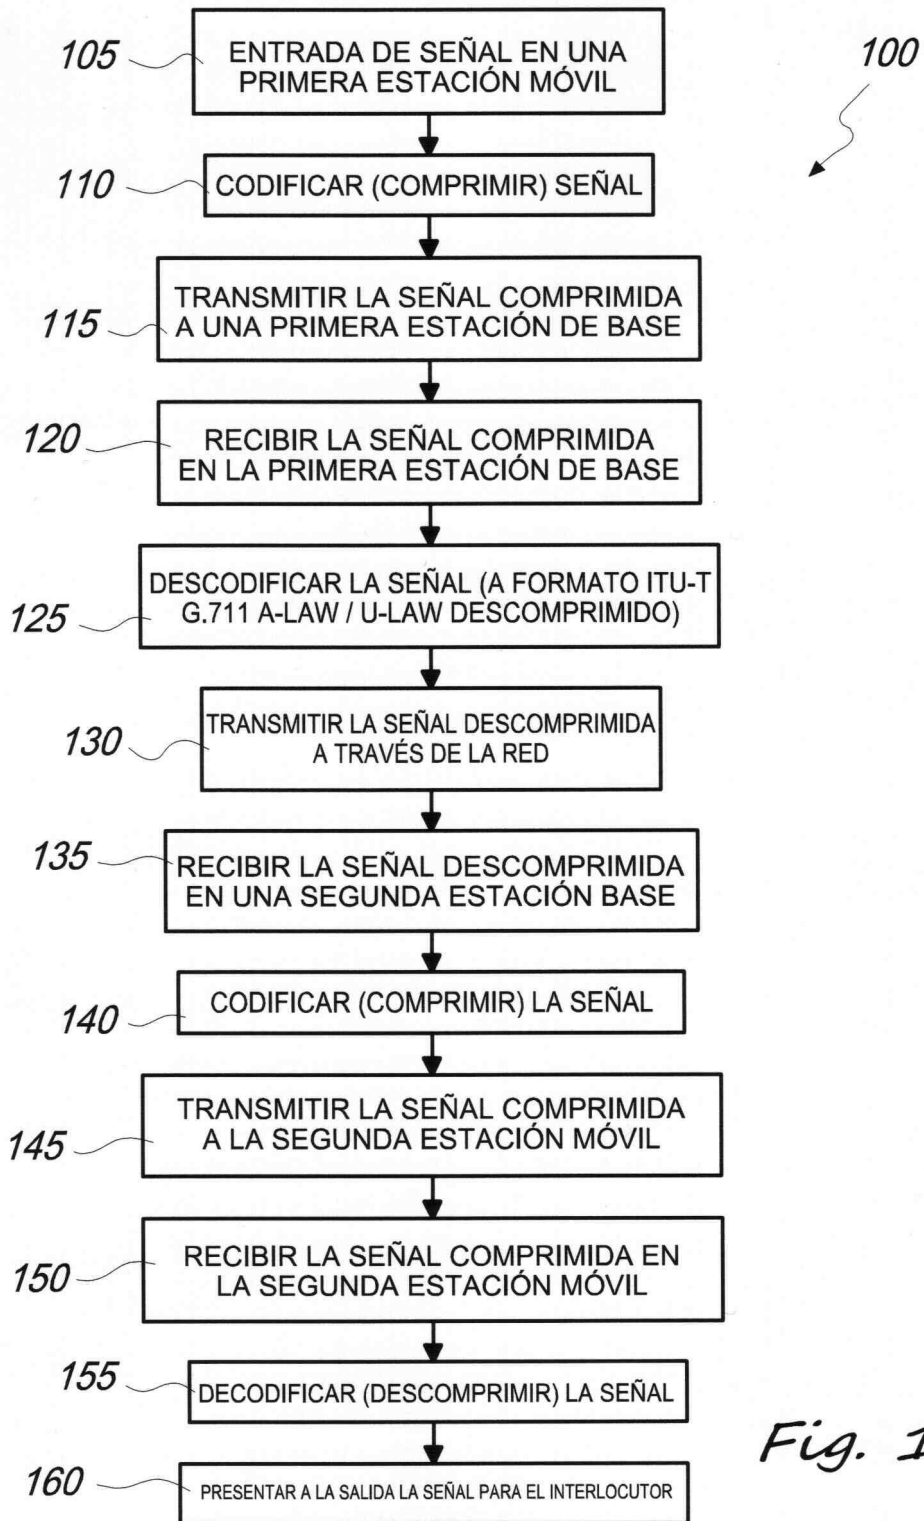 100
105
ENTRADA DE SEÑAL EN UNA
PRIMERA ESTACIÓN MÓVIL
110
CODIFICAR (COMPRIMIR) SEÑAL
115
TRANSMITIR LA SEÑAL COMPRIMIDA
A UNA PRIMERA ESTACIÓN DE BASE
120
RECIBIR LA SEÑAL COMPRIMIDA
EN LA PRIMERA ESTACIÓN DE BASE
125
DESCODIFICAR LA SEÑAL (A FORMATO ITU-T
G.711 A-LAW / U-LAW DESCOMPRIMIDO)
130
TRANSMITIR LA SEÑAL DESCOMPRIMIDA
A TRAVÉS DE LA RED
135
RECIBIR LA SEÑAL DESCOMPRIMIDA
EN UNA SEGUNDA ESTACIÓN BASE
140
CODIFICAR (COMPRIMIR) LA SEÑAL
145
TRANSMITIR LA SEÑAL COMPRIMIDA
A LA SEGUNDA ESTACIÓN MÓVIL
150
RECIBIR LA SEÑAL COMPRIMIDA EN
LA SEGUNDA ESTACIÓN MÓVIL
155
DECODIFICAR (DESCOMPRIMIR) LA SEÑAL
160
PRESENTAR A LA SALIDA LA SEÑAL PARA EL INTERLOCUTOR
Fig. 1